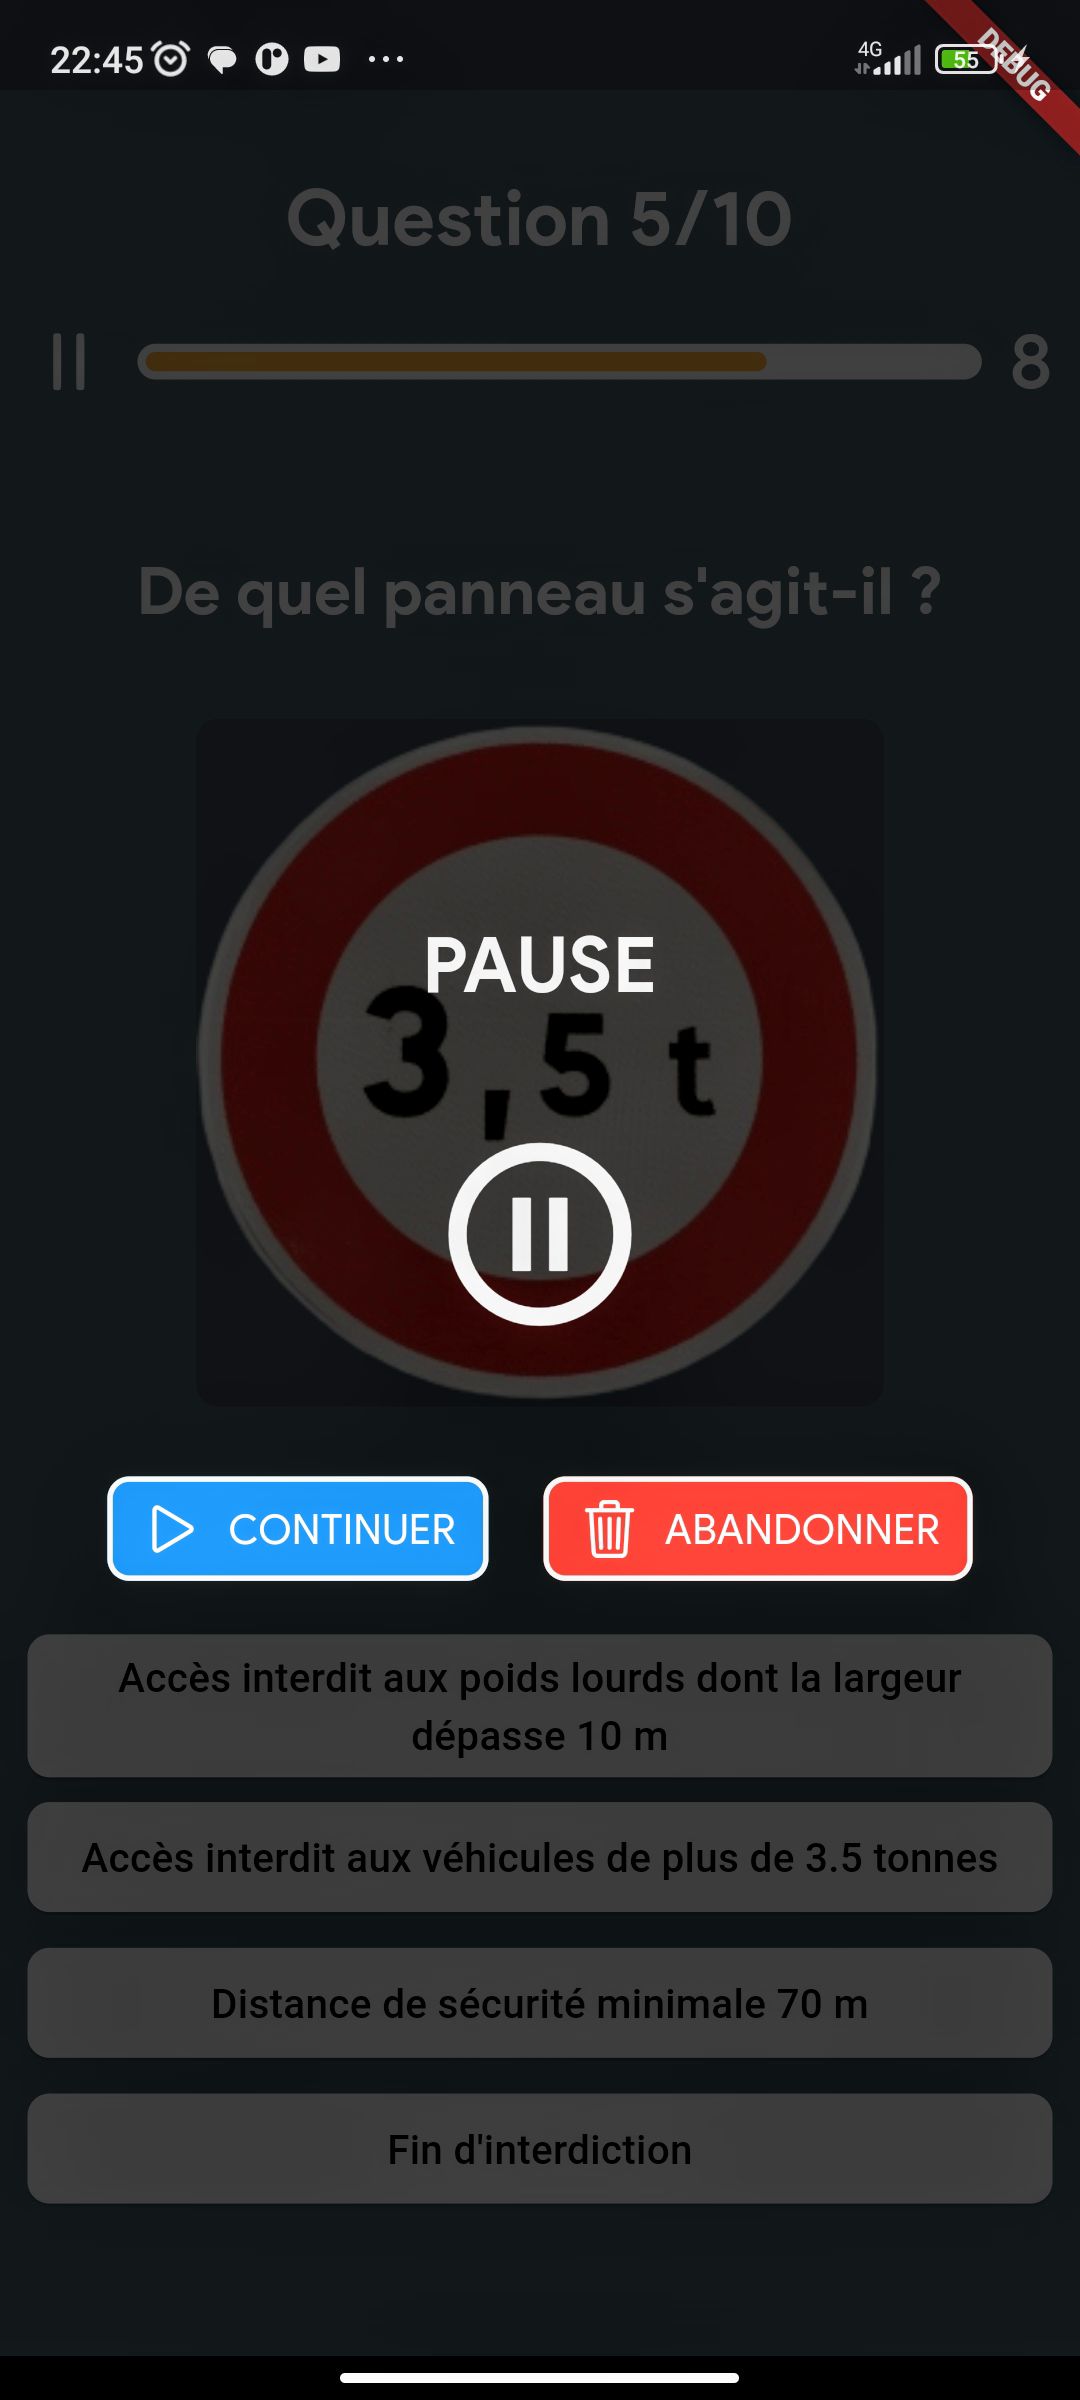 22:45
4G
55
DEBUG
Question 5/10
8
De quel panneau s'agit-il ?
PAUSE
3,5 t
CONTINUER
ABANDONNER
Accès interdit aux poids lourds dont la largeur
dépasse 10 m
Accès interdit aux véhicules de plus de 3.5 tonnes
Distance de sécurité minimale 70 m
Fin d'interdiction